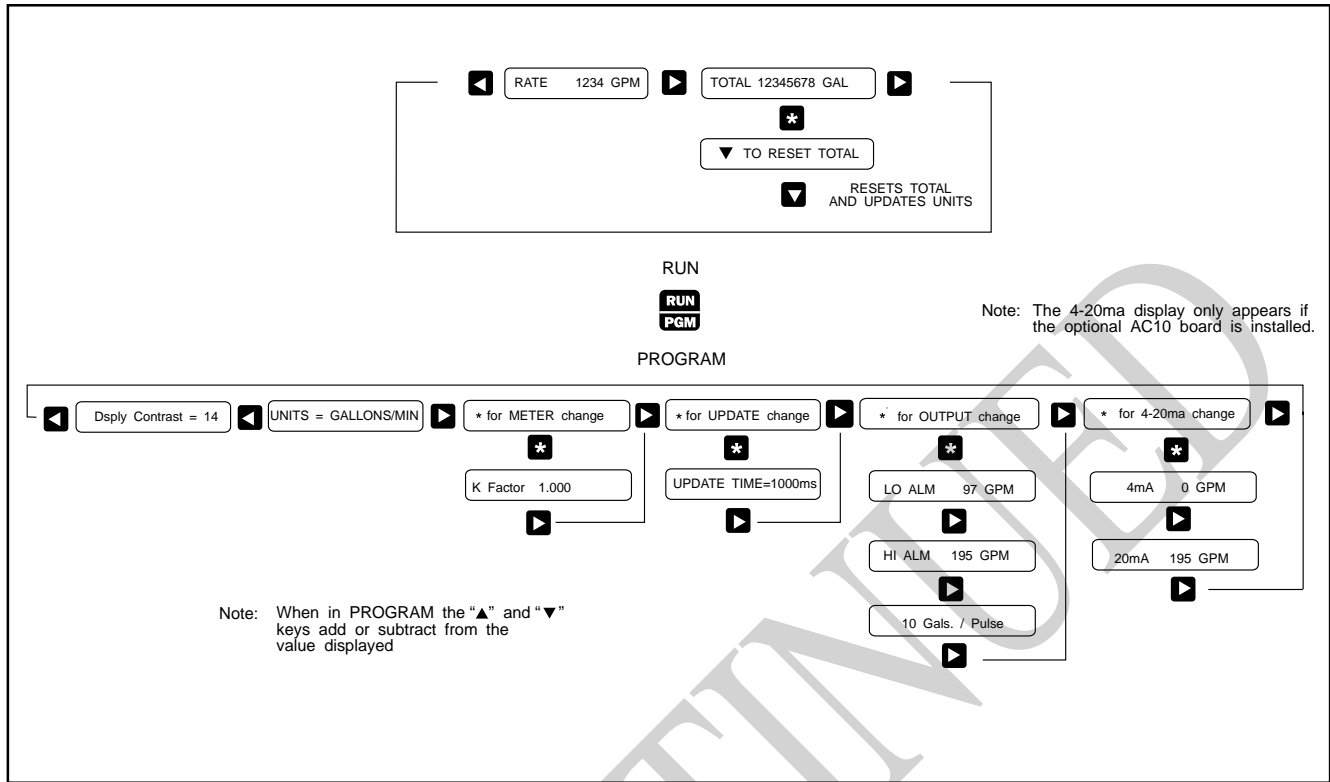 RATE 1234 GPM
TOTAL 12345678 GAL
*
▼ TO RESET TOTAL
RESETS TOTAL
AND UPDATES UNITS
RUN
RUN
PGM
PROGRAM
Note: The 4-20ma display only appears if
the optional AC10 board is installed.
Dsply Contrast = 14
UNITS = GALLONS/MIN
* for METER change
* for UPDATE change
* for OUTPUT change
* for 4-20ma change
*
*
*
*
K Factor 1.000
UPDATE TIME=1000ms
LO ALM 97 GPM
4mA 0 GPM
HI ALM 195 GPM
20mA 195 GPM
10 Gals. / Pulse
Note: When in PROGRAM the “▲” and “▼”
keys add or subtract from the
value displayed
TINUED